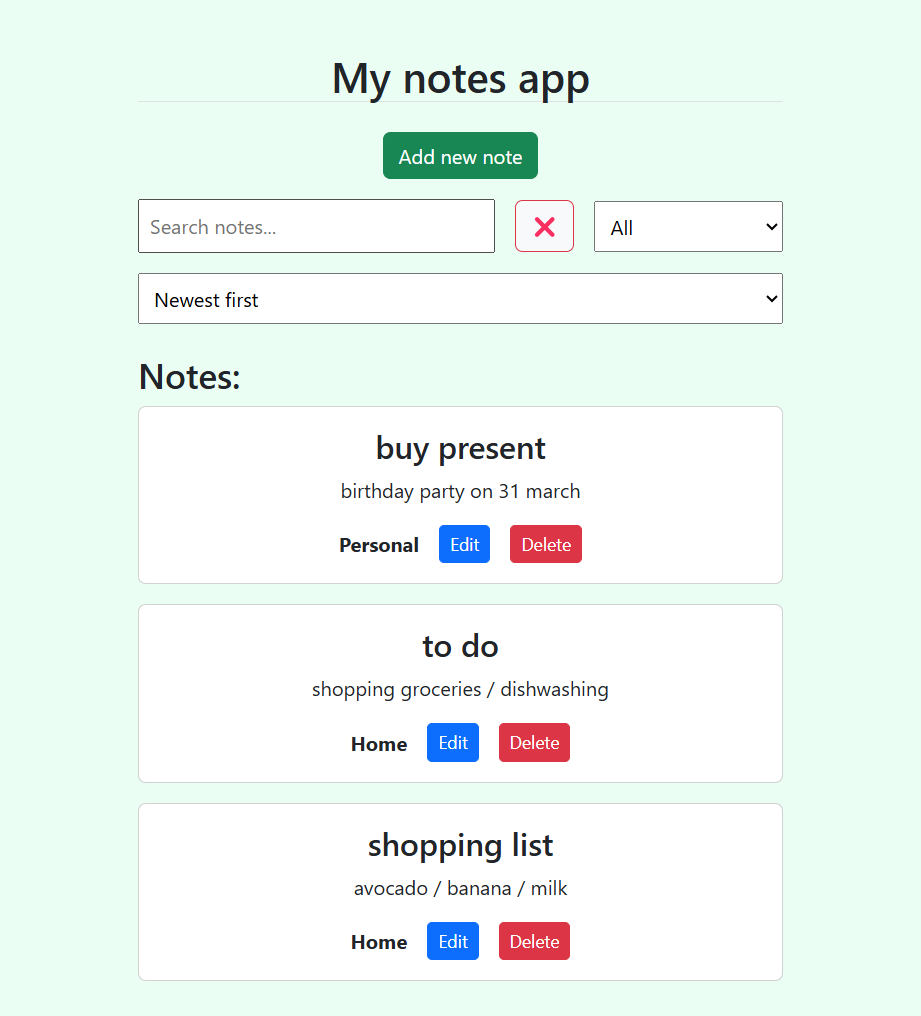 My notes app
Add new note
Search notes...
All
Newest first
Notes:
buy present
birthday party on 31 march
Personal Edit Delete
to do
shopping groceries / dishwashing
Home Edit Delete
shopping list
avocado / banana / milk
Home Edit Delete